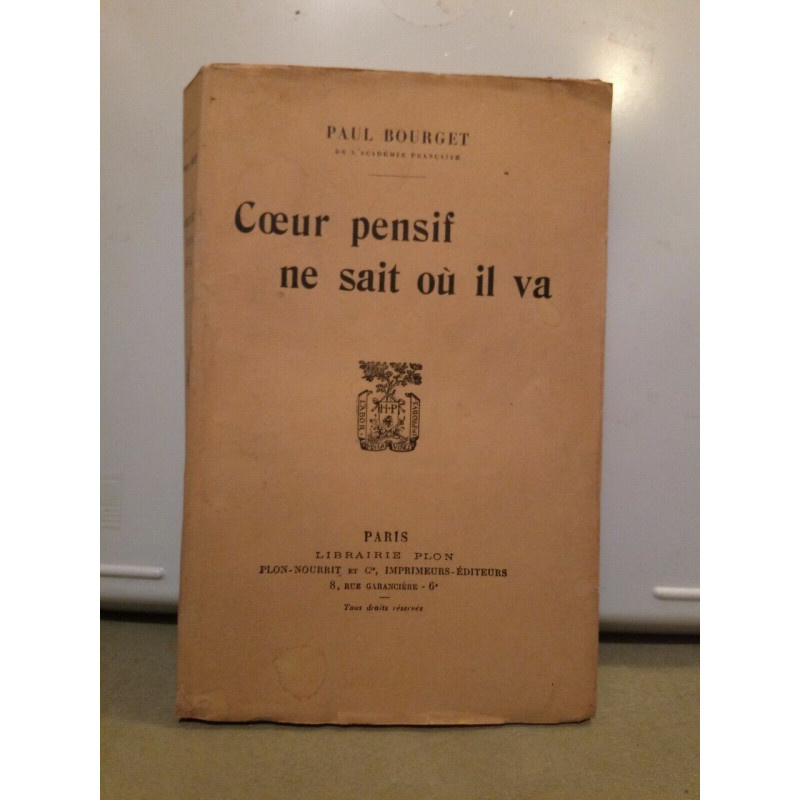 PAUL BOURGET
DE L'ACADÉMIE FRANÇAISE
Cœur pensif
ne sait où il va
LABOR
H·P
PARIS
LIBRAIRIE PLON
PLON-NOURRIT ET Cie, IMPRIMEURS-ÉDITEURS
8, RUE GARANCIÈRE - 6e
Tous droits réservés